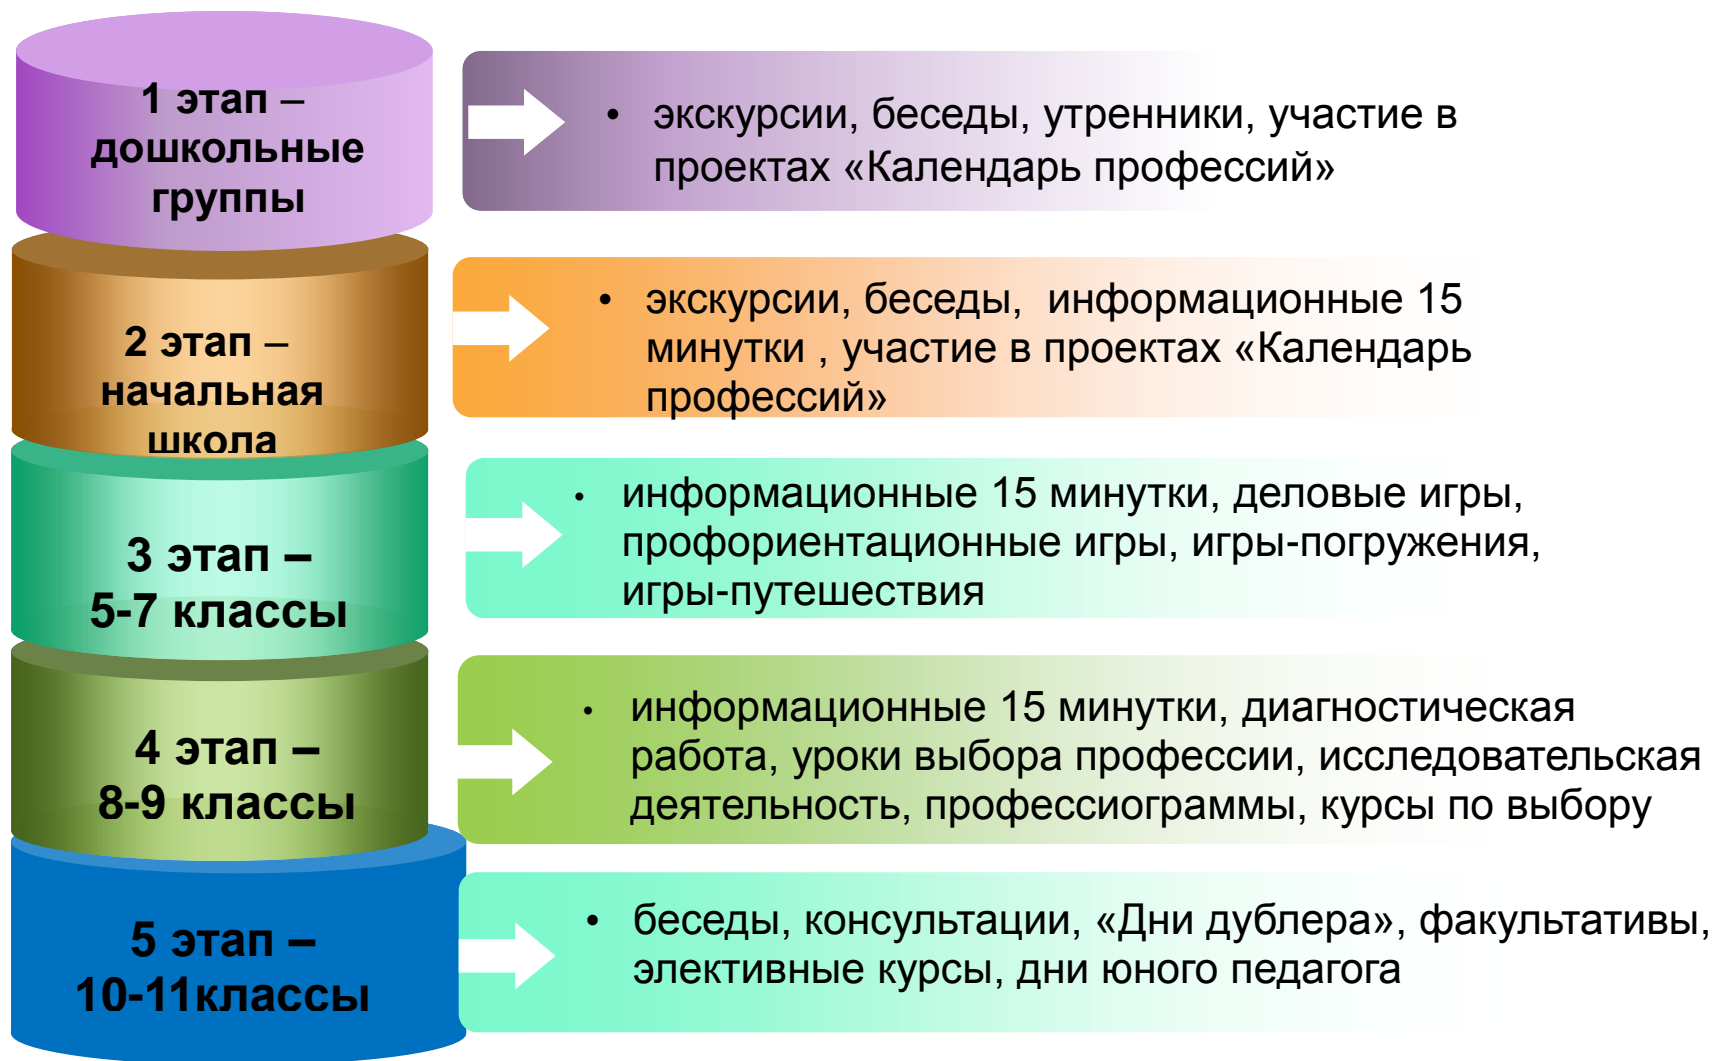 1 этап –
дошкольные
группы
• экскурсии, беседы, утренники, участие в
проектах «Календарь профессий»
2 этап –
начальная
школа
• экскурсии, беседы, информационные 15
минутки , участие в проектах «Календарь
профессий»
3 этап –
5-7 классы
• информационные 15 минутки, деловые игры,
профориентационные игры, игры-погружения,
игры-путешествия
4 этап –
8-9 классы
• информационные 15 минутки, диагностическая
работа, уроки выбора профессии, исследовательская
деятельность, профессиограммы, курсы по выбору
5 этап –
10-11классы
• беседы, консультации, «Дни дублера», факультативы,
элективные курсы, дни юного педагога